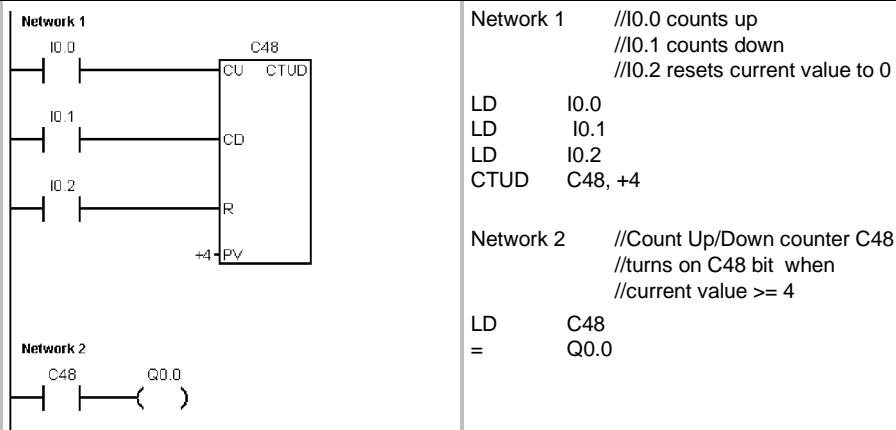 Network 1
I0.0
C48
CU CTUD
I0.1
CD
I0.2
R
+4 PV
Network 2
C48 Q0.0
Network 1 //I0.0 counts up
//I0.1 counts down
//I0.2 resets current value to 0
LD I0.0
LD I0.1
LD I0.2
CTUD C48, +4
Network 2 //Count Up/Down counter C48
//turns on C48 bit when
//current value >= 4
LD C48
= Q0.0